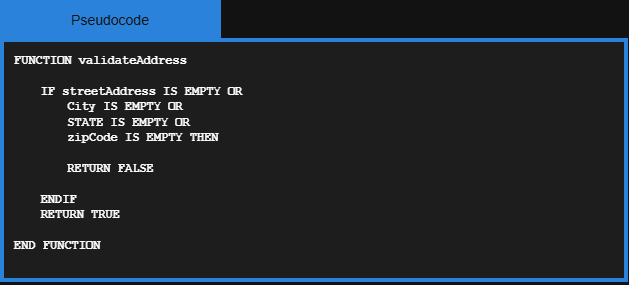 Pseudocode
FUNCTION validateAddress
IF streetAddress IS EMPTY OR
City IS EMPTY OR
STATE IS EMPTY OR
zipCode IS EMPTY THEN
RETURN FALSE
ENDIF
RETURN TRUE
END FUNCTION